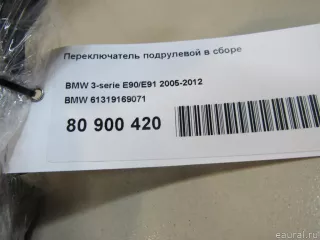 Переключатель подрулевой в сборе
BMW 3-serie E90/E91 2005-2012
BMW 61319169071
80 900 420
© eaural.ru